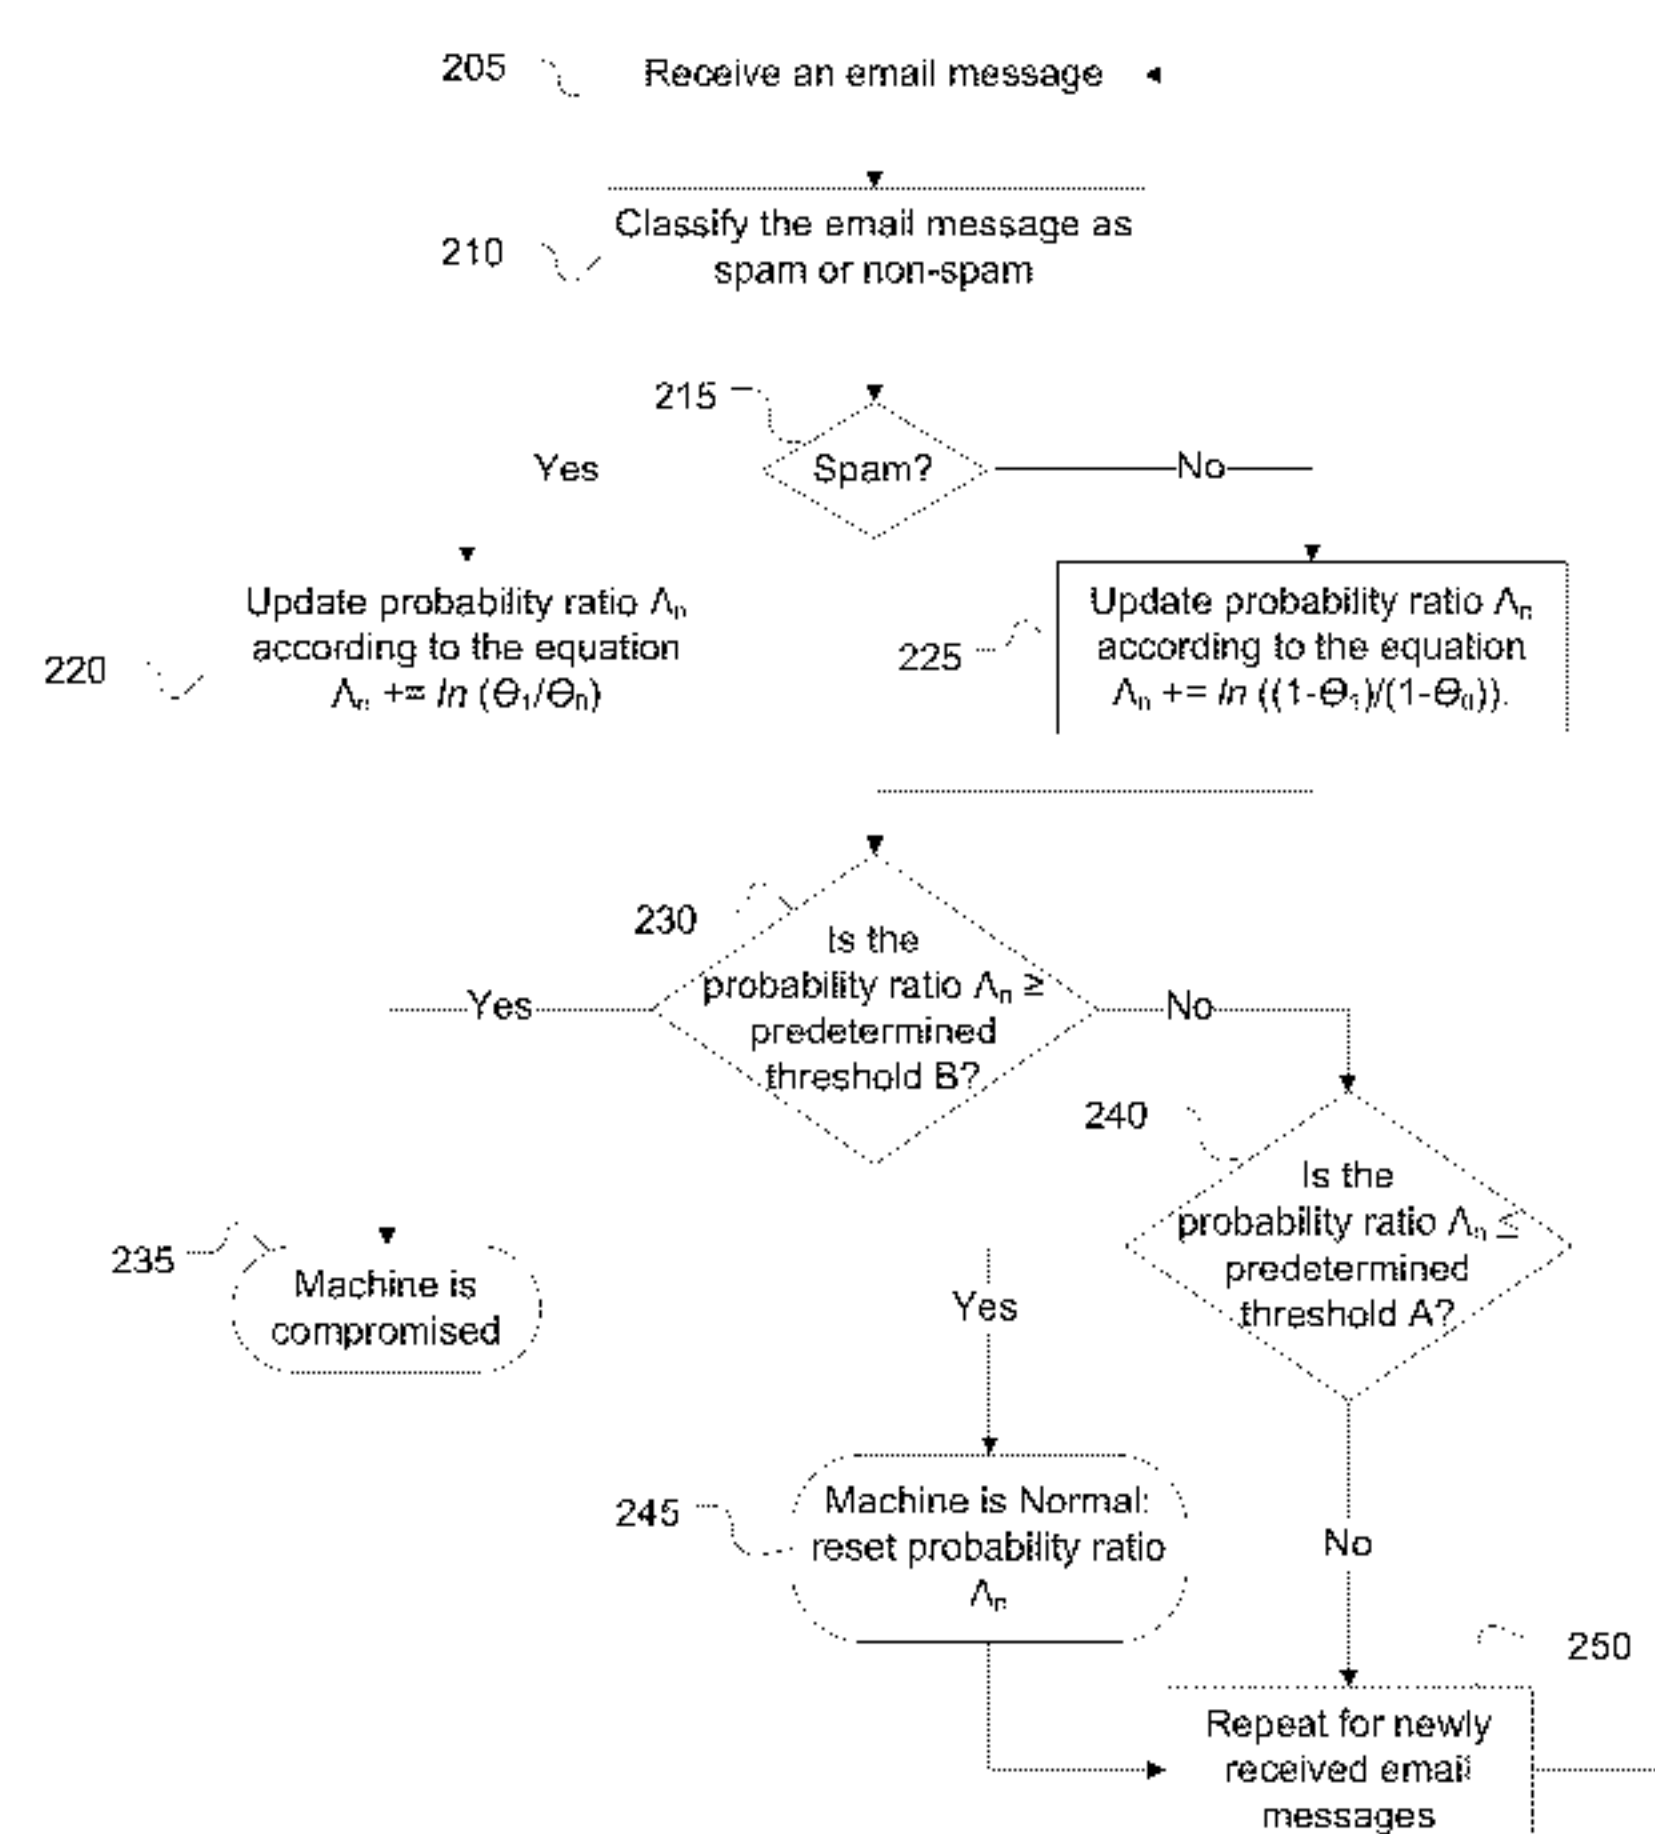 205
Receive an email message
210
Classify the email message as
spam or non-spam
215
Yes
Spam?
No
220
Update probability ratio Λn
according to the equation
Λn += ln (Θ1/Θ0)
225
Update probability ratio Λn
according to the equation
Λn += ln ((1-Θ1)/(1-Θ0)).
230
Is the
probability ratio Λn ≥
predetermined
threshold B?
Yes
No
240
Is the
probability ratio Λn ≤
predetermined
threshold A?
235
Machine is
compromised
Yes
245
Machine is Normal:
reset probability ratio
Λn
No
250
Repeat for newly
received email
messages